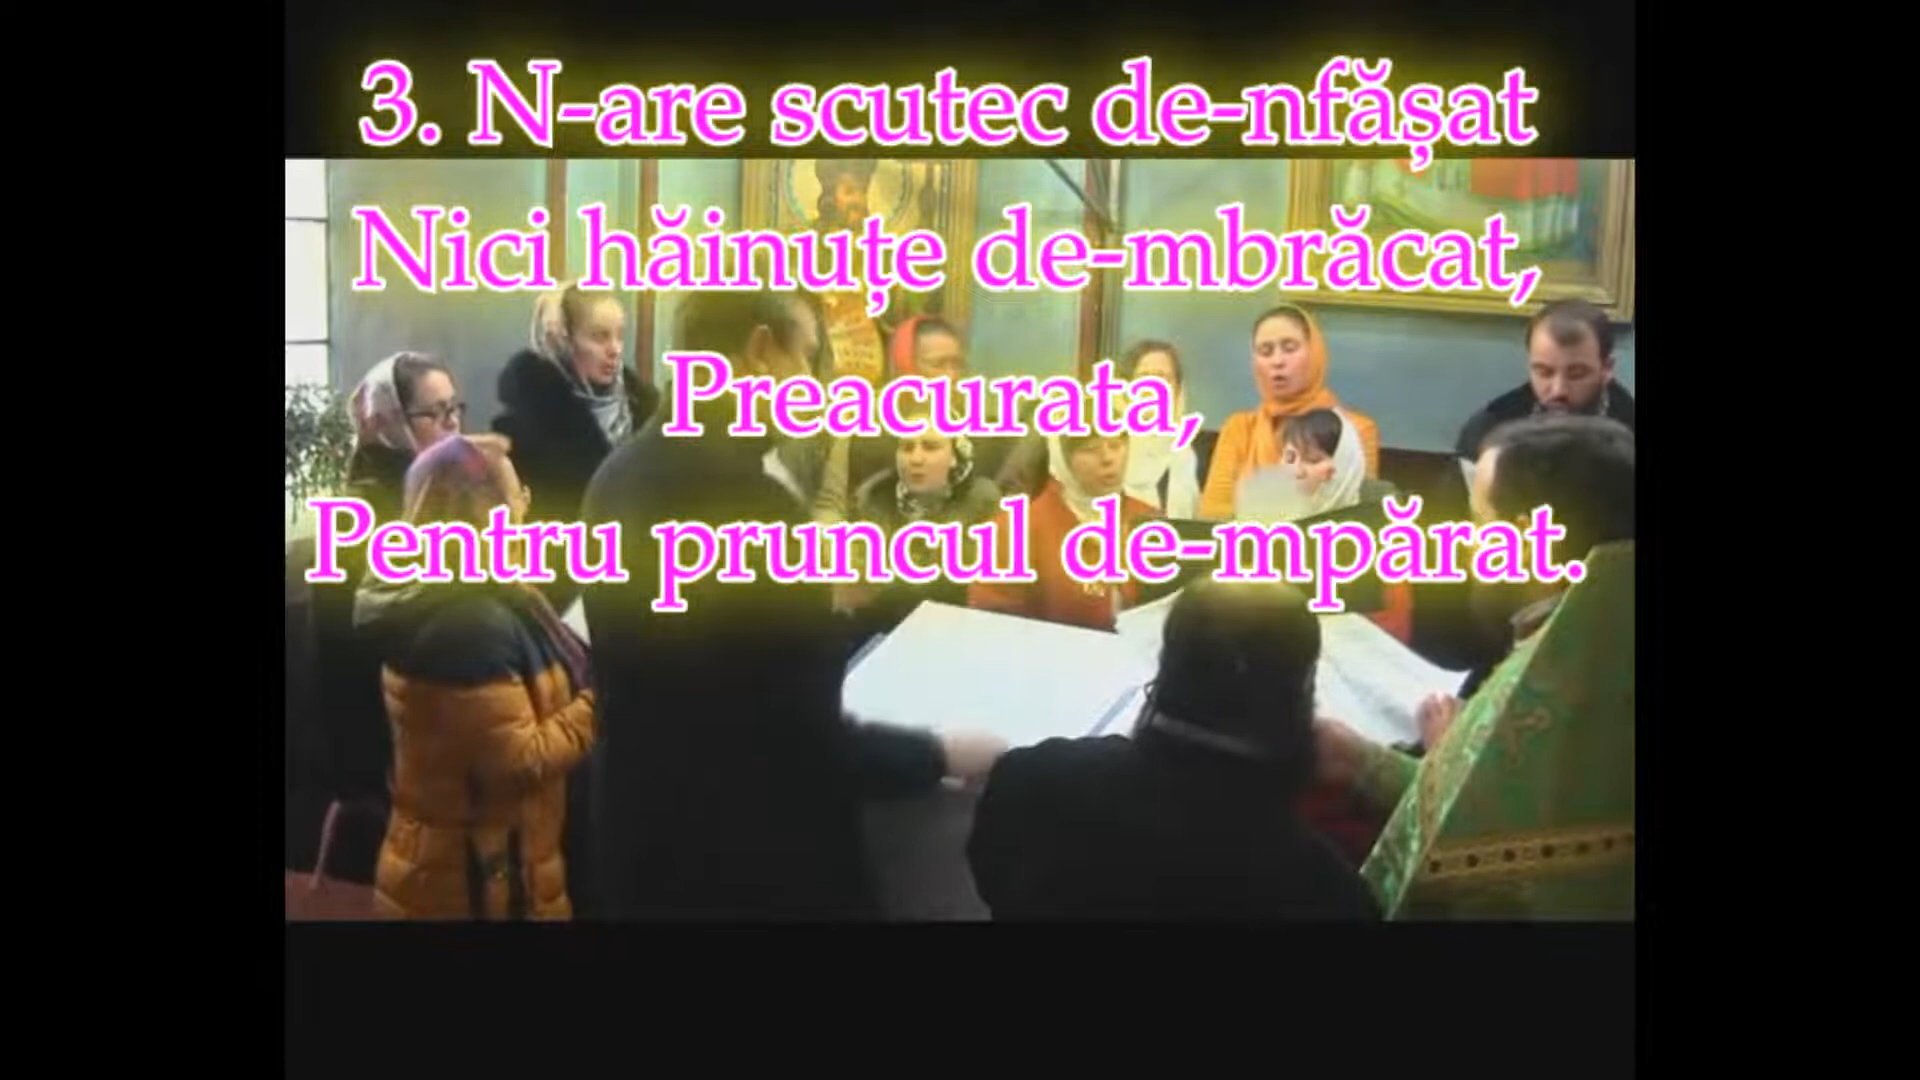 3. N-are scutec de-nfășat
Nici hăinuțe de-mbrăcat,
Preacurata,
Pentru pruncul de-mpărat.